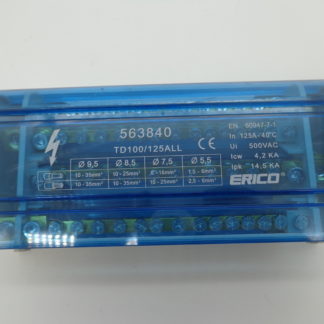 563840
TD100/125ALL
CE
EN 60947-7-1
In 125A/40°C
Ui 500VAC
Icw 4,2 KA
Ipk 14,5 KA
Ø 9,5 Ø 8,5 Ø 7,5 Ø 5,5
10-35mm² 10-25mm² 6-16mm² 1,5-6mm²
10-35mm² 10-35mm² 10-25mm² 2,5-6mm²
ERICO